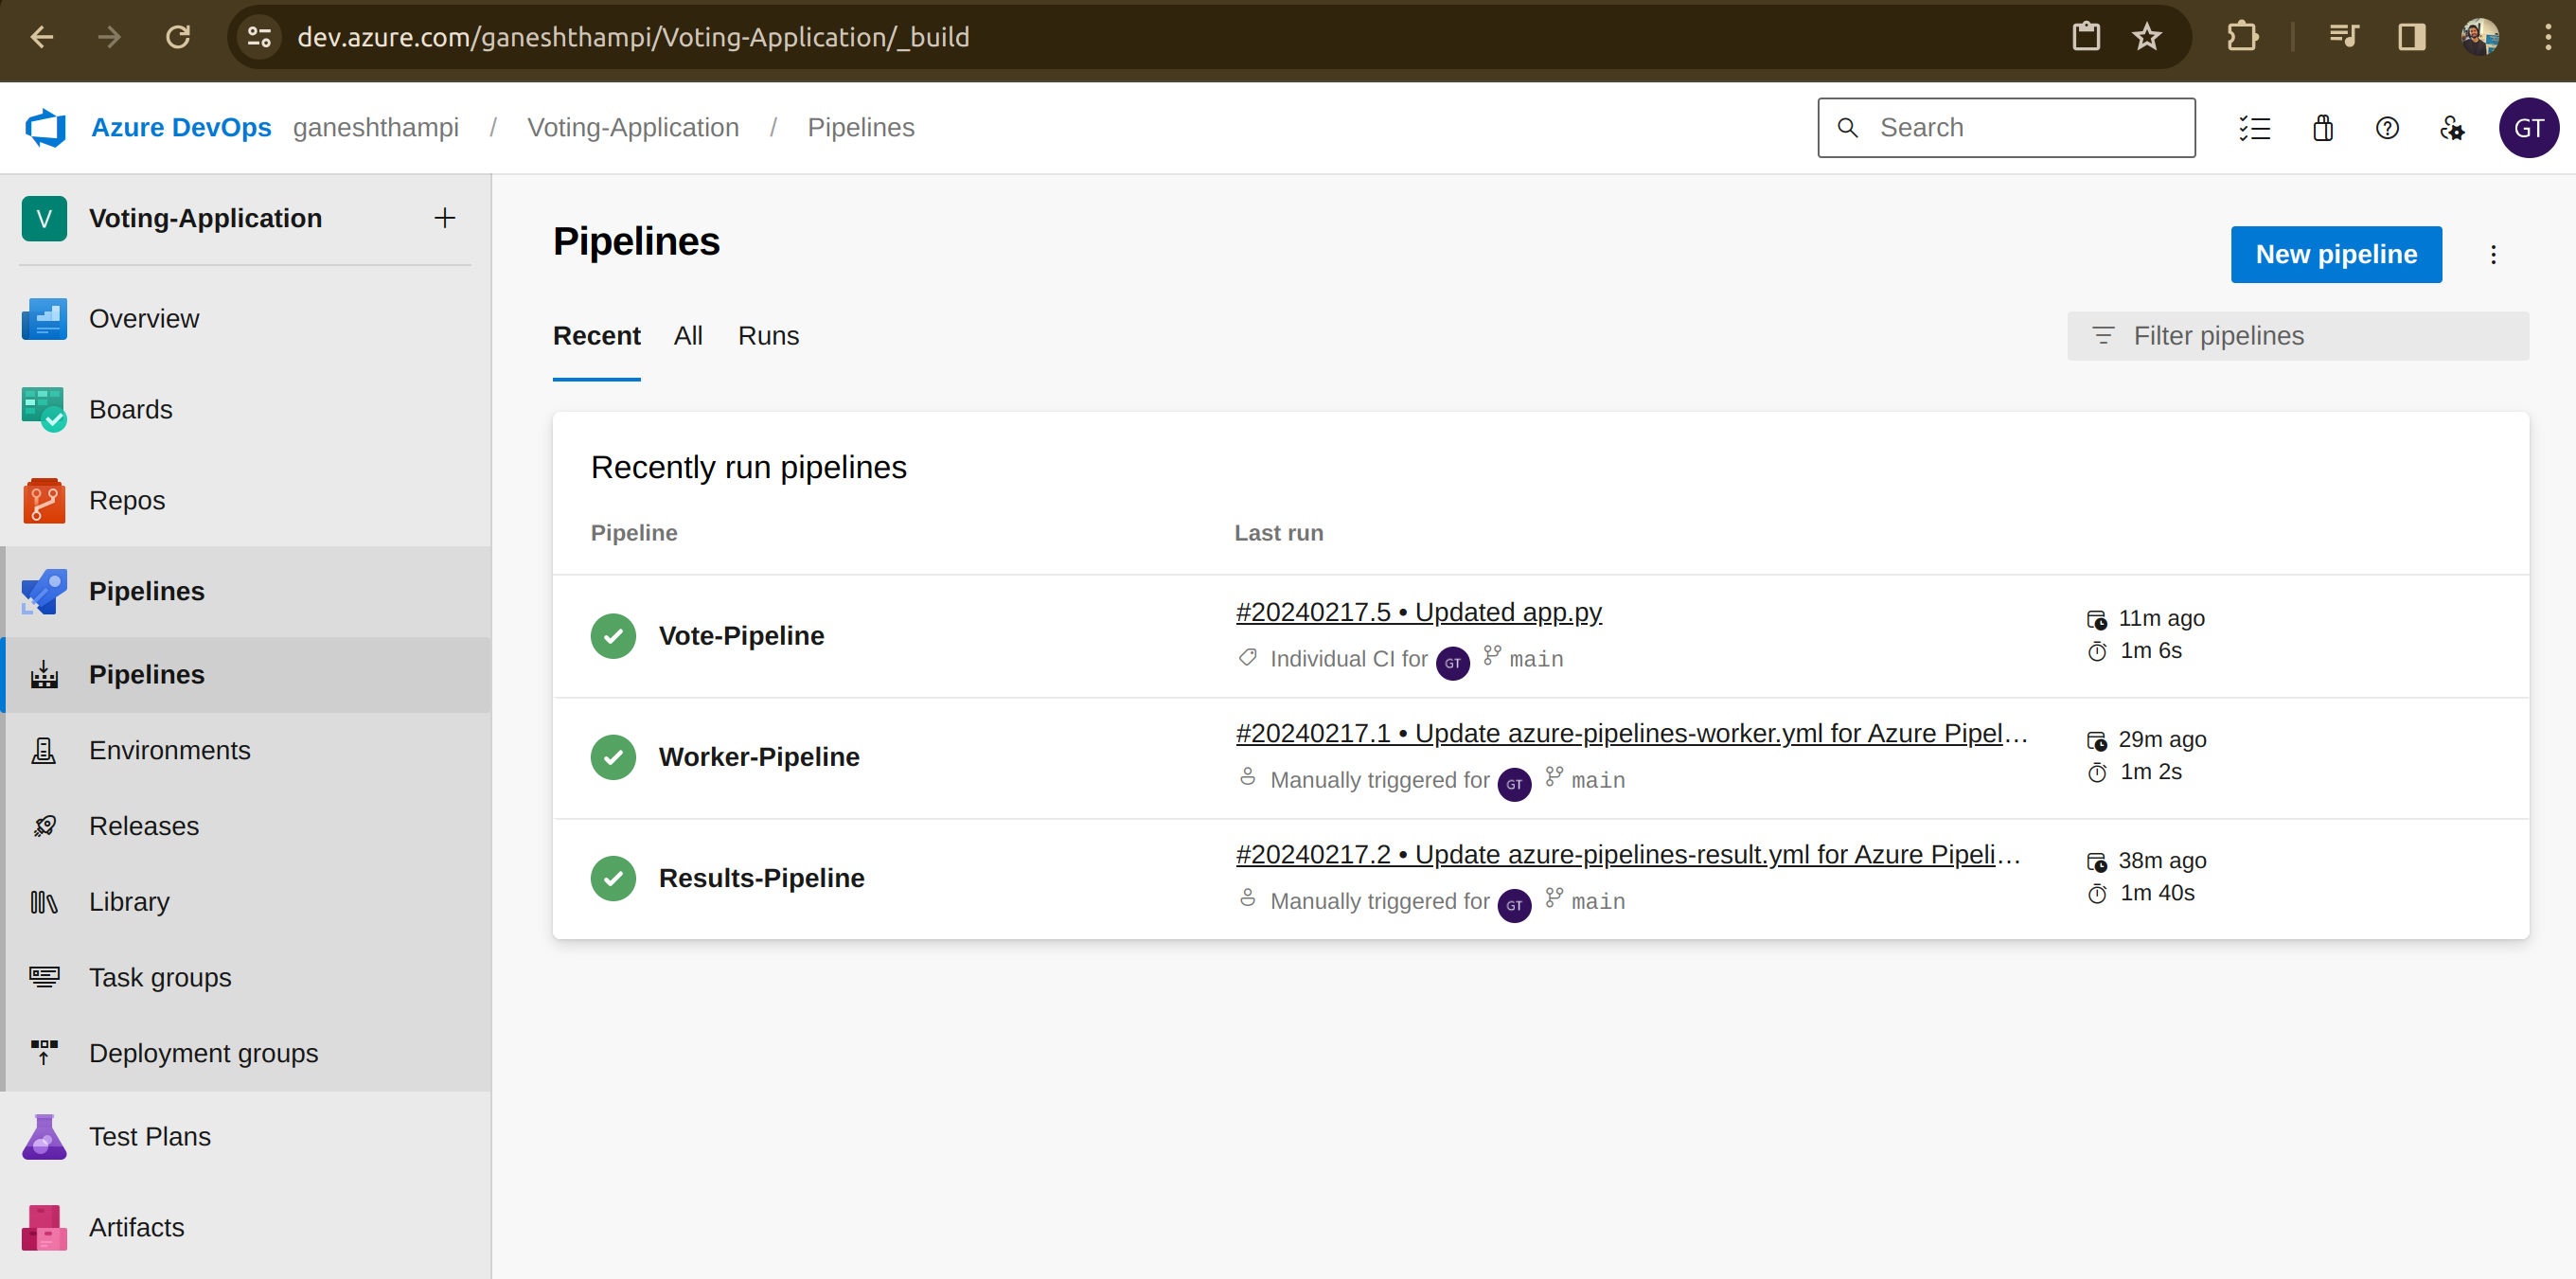 dev.azure.com/ganeshthampi/Voting-Application/_build
Azure DevOps ganeshthampi / Voting-Application / Pipelines
Search
GT
V Voting-Application
Overview
Boards
Repos
Pipelines
Pipelines
Environments
Releases
Library
Task groups
Deployment groups
Test Plans
Artifacts
Pipelines
New pipeline
Recent All Runs
Filter pipelines
Recently run pipelines
Pipeline Last run
Vote-Pipeline
#20240217.5 • Updated app.py
Individual CI for GT main
11m ago
1m 6s
Worker-Pipeline
#20240217.1 • Update azure-pipelines-worker.yml for Azure Pipel…
Manually triggered for GT main
29m ago
1m 2s
Results-Pipeline
#20240217.2 • Update azure-pipelines-result.yml for Azure Pipeli…
Manually triggered for GT main
38m ago
1m 40s